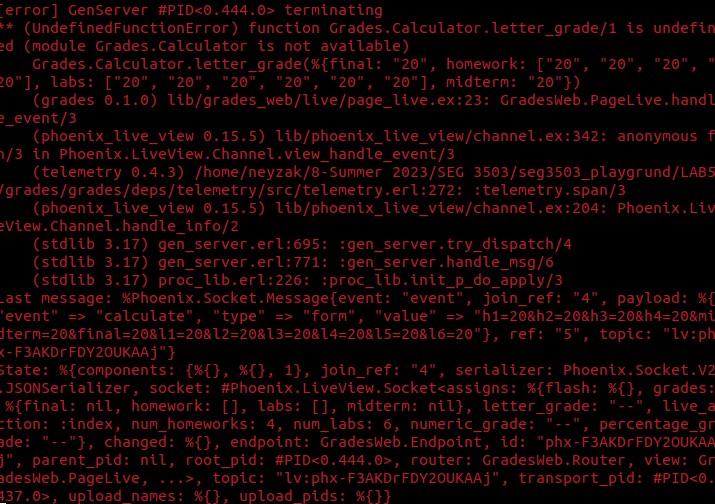 [error] GenServer #PID<0.444.0> terminating
** (UndefinedFunctionError) function Grades.Calculator.letter_grade/1 is undefin
ed (module Grades.Calculator is not available)
    Grades.Calculator.letter_grade(%{final: "20", homework: ["20", "20", "20", "
20"], labs: ["20", "20", "20", "20", "20", "20"], midterm: "20"})
    (grades 0.1.0) lib/grades_web/live/page_live.ex:23: GradesWeb.PageLive.handl
e_event/3
    (phoenix_live_view 0.15.5) lib/phoenix_live_view/channel.ex:342: anonymous f
n/3 in Phoenix.LiveView.Channel.view_handle_event/3
    (telemetry 0.4.3) /home/neyzak/8-Summer 2023/SEG 3503/seg3503_playgrund/LAB5
/grades/grades/deps/telemetry/src/telemetry.erl:272: :telemetry.span/3
    (phoenix_live_view 0.15.5) lib/phoenix_live_view/channel.ex:204: Phoenix.Liv
eView.Channel.handle_info/2
    (stdlib 3.17) gen_server.erl:695: :gen_server.try_dispatch/4
    (stdlib 3.17) gen_server.erl:771: :gen_server.handle_msg/6
    (stdlib 3.17) proc_lib.erl:226: :proc_lib.init_p_do_apply/3
Last message: %Phoenix.Socket.Message{event: "event", join_ref: "4", payload: %{
"event" => "calculate", "type" => "form", "value" => "h1=20&h2=20&h3=20&h4=20&mi
dterm=20&final=20&l1=20&l2=20&l3=20&l4=20&l5=20&l6=20"}, ref: "5", topic: "lv:ph
x-F3AKDrFDY2OUKAAj"}
State: %{components: {%{}, %{}, 1}, join_ref: "4", serializer: Phoenix.Socket.V2
.JSONSerializer, socket: #Phoenix.LiveView.Socket<assigns: %{flash: %{}, grades:
 %{final: nil, homework: [], labs: [], midterm: nil}, letter_grade: "--", live_a
ction: :index, num_homeworks: 4, num_labs: 6, numeric_grade: "--", percentage_gr
ade: "--"}, changed: %{}, endpoint: GradesWeb.Endpoint, id: "phx-F3AKDrFDY2OUKAA
j", parent_pid: nil, root_pid: #PID<0.444.0>, router: GradesWeb.Router, view: Gr
adesWeb.PageLive, ...>, topic: "lv:phx-F3AKDrFDY2OUKAAj", transport_pid: #PID<0.
437.0>, upload_names: %{}, upload_pids: %{}}